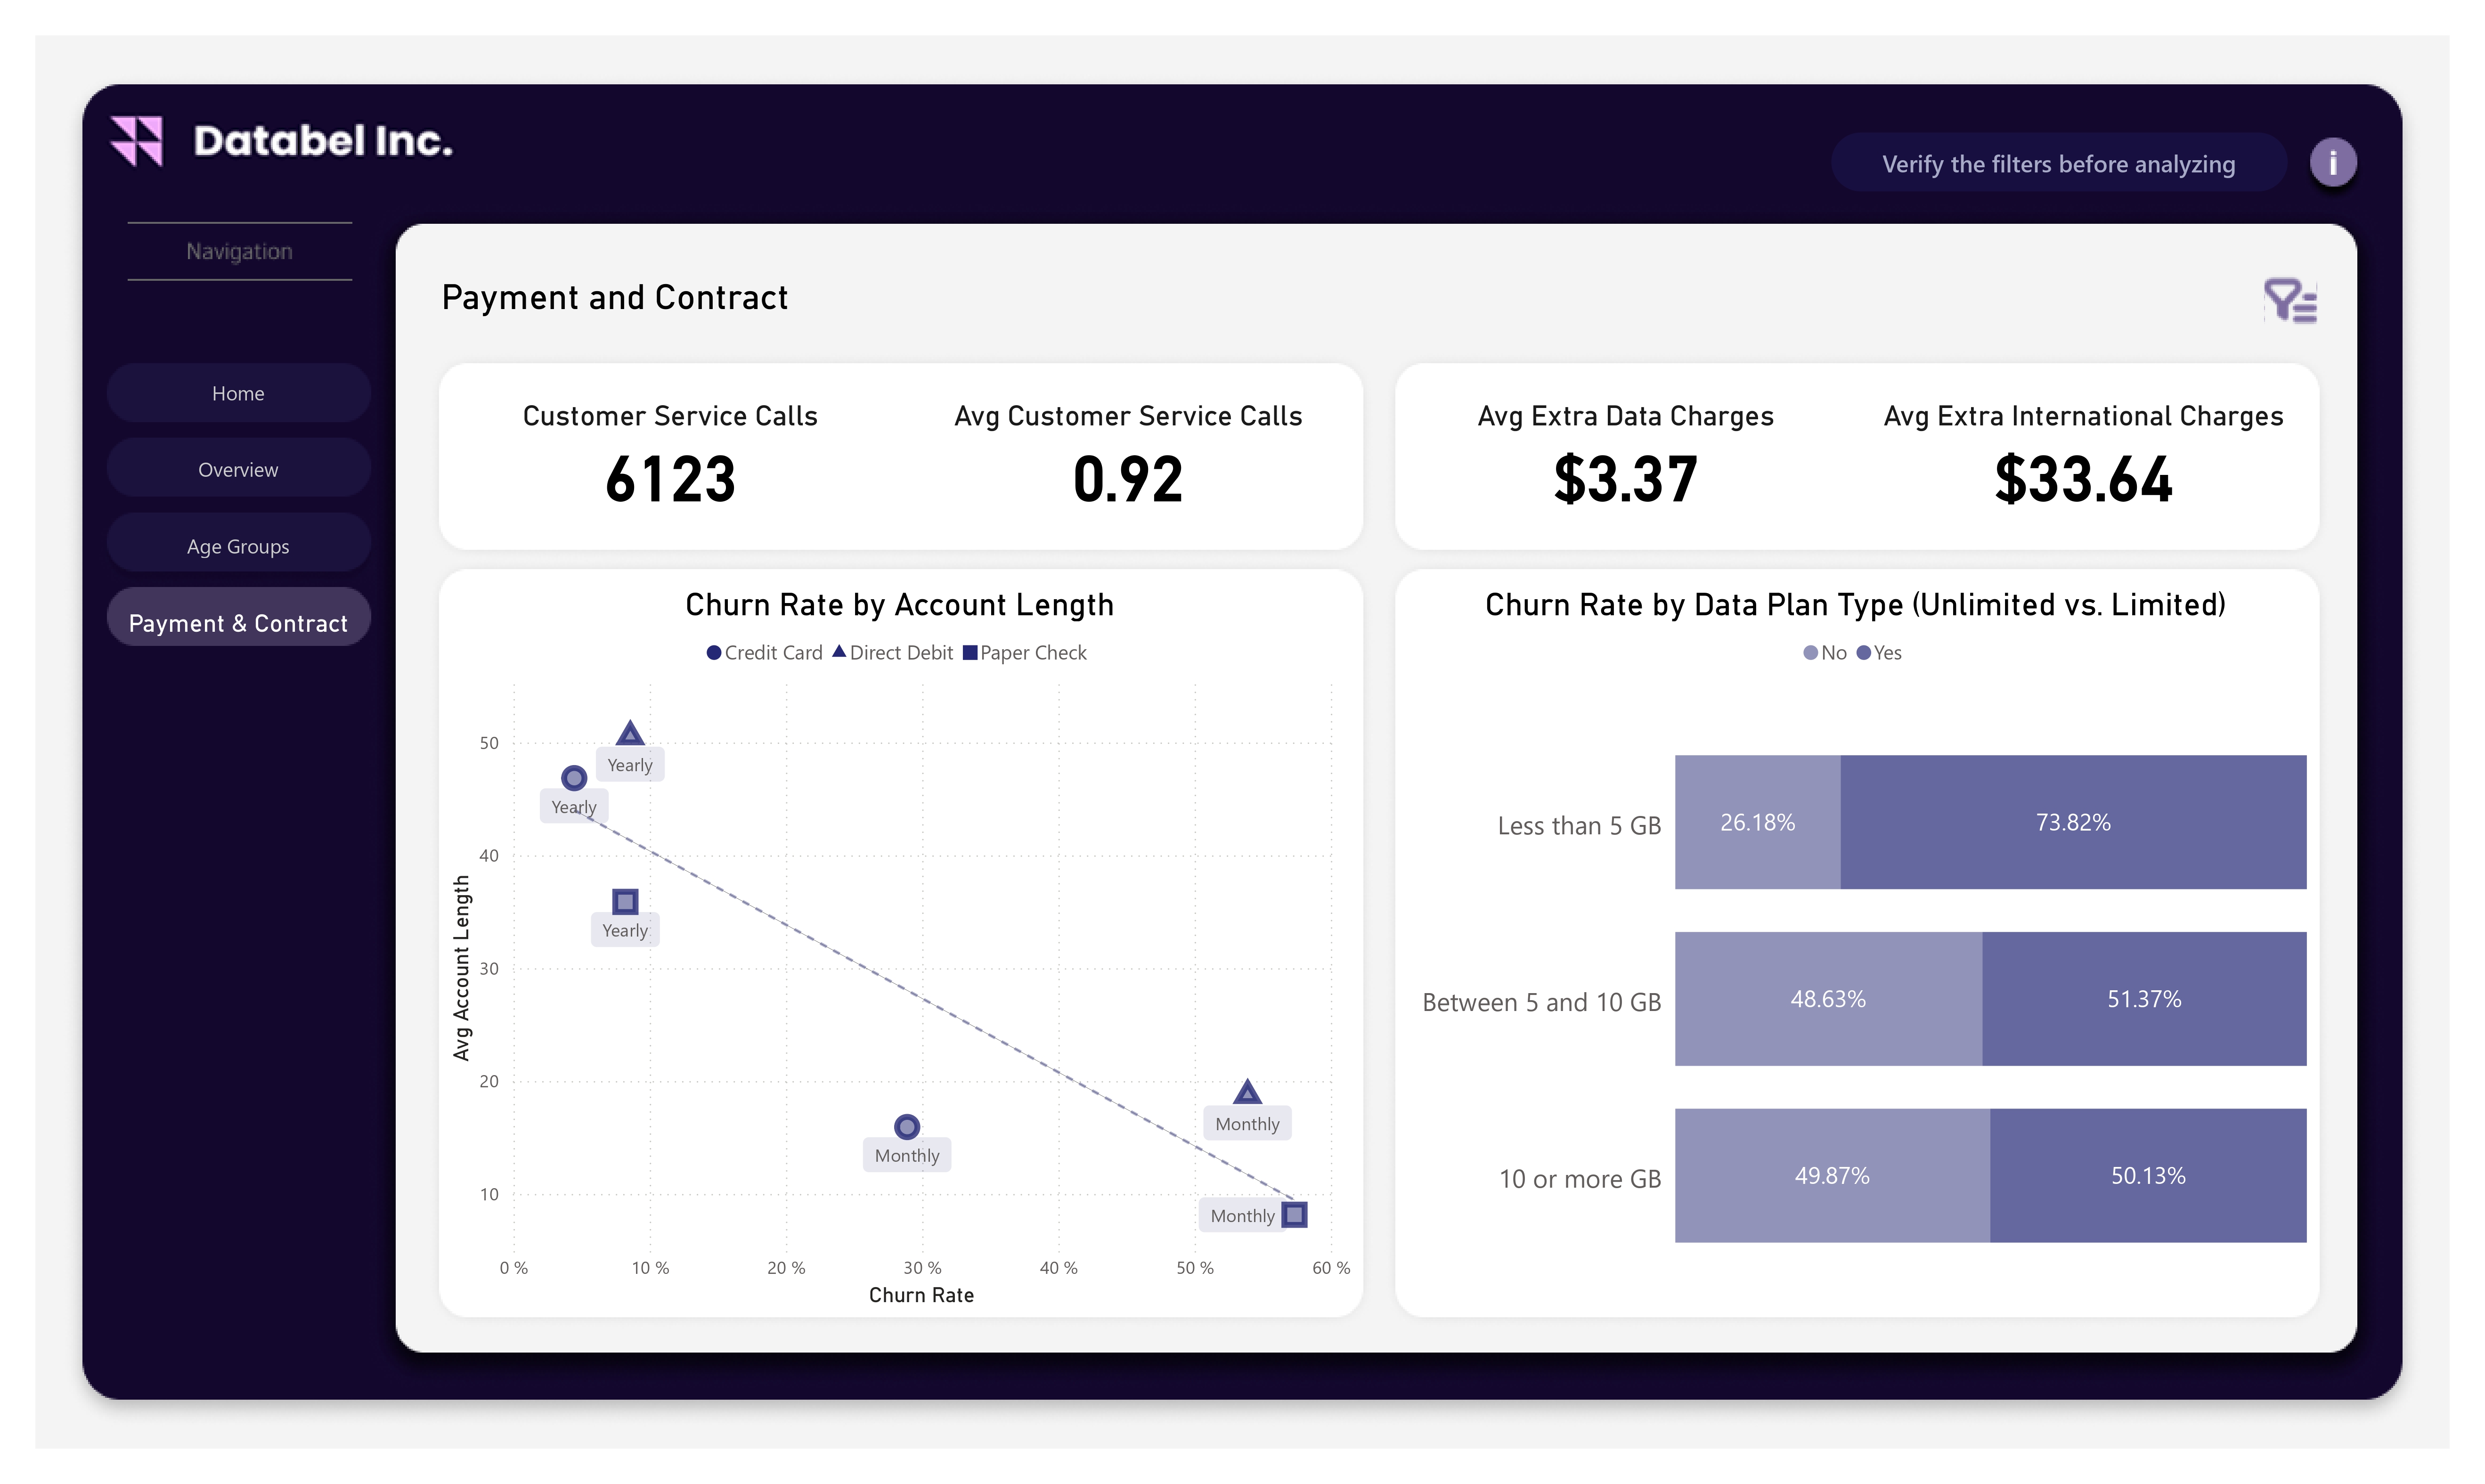 Databel Inc.
Verify the filters before analyzing
i
Navigation
Home
Overview
Age Groups
Payment & Contract
Payment and Contract
Customer Service Calls
6123
Avg Customer Service Calls
0.92
Avg Extra Data Charges
$3.37
Avg Extra International Charges
$33.64
Churn Rate by Account Length
Credit Card Direct Debit Paper Check
Avg Account Length
50
40
30
20
10
Yearly
Yearly
Yearly
Monthly
Monthly
Monthly
0 % 10 % 20 % 30 % 40 % 50 % 60 %
Churn Rate
Churn Rate by Data Plan Type (Unlimited vs. Limited)
No Yes
Less than 5 GB 26.18% 73.82%
Between 5 and 10 GB 48.63% 51.37%
10 or more GB 49.87% 50.13%